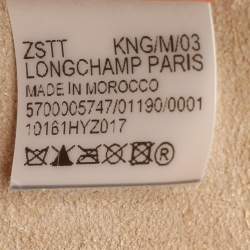 ZSTT KNG/M/03
LONGCHAMP PARIS
MADE IN MOROCCO
5700005747/01190/0001
10161HYZ017
®